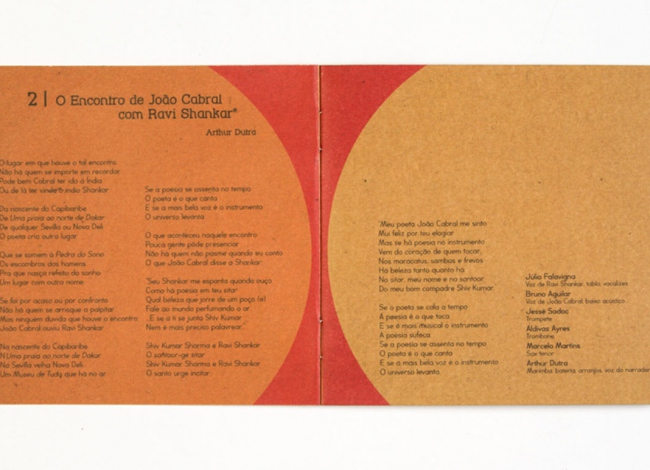 2 | O Encontro de João Cabral
com Ravi Shankar*
Arthur Dutra
O lugar em que houve o tal encontro
Não há quem se importe em recordar
Pode bem Cabral ter ido à Índia
Ou de lá ter vindo o índio Shankar
Da nascente do Capibaribe
De Lima praia ao norte de Dakar
De qualquer Sevilla ou Nova Deli
O poeta cria outro lugar
Que se somem à Pedra do Sono
Os escombros dos homens
Pra que nasça refeito do sonho
Um lugar com outro nome
Se foi por acaso ou por confronto
Não há quem se arrisque a palpitar
Mas ninguém duvida que houve o encontro
João Cabral ouviu Ravi Shankar
Na nascente do Capibaribe
N Lima praia ao norte de Dakar
Na Sevilla velha Nova Deli
Um Museu de Tudo que há no ar
Se a poesia se assenta no tempo
O poeta é o que canta
E se a mais bela voz é o instrumento
O universo levanta
O que aconteceu naquele encontro
Pouca gente pôde presenciar
Não há quem não pasme quando eu conto
O que João Cabral disse a Shankar:
"Seu Shankar me espanta quando ouço
Como há poesia em teu sitar
Qual beleza que jorre de um poço (e)
Fale ao mundo perfumando o ar
E se a ti se junta Shiv Kumar
Nem é mais preciso palavrear"
Shiv Kumar Sharma e Ravi Shankar
O santoor-ge sitar
Shiv Kumar Sharma e Ravi Shankar
O santo urge incitar
"Meu poeta João Cabral me sinto
Mui feliz por teu elogiar
Mas se há poesia no instrumento
Vem do coração de quem tocar,
Nos maracatus, sambas e frevos
Há beleza tanto quanto há
No sitar, meu nome e no santoor
Do meu bom compadre Shiv Kumar"
Se a poesia se cala a tempo
A poesia é a que toca
E se é mais musical o instrumento
A poesia sufoca
Se a poesia se assenta no tempo
O poeta é o que canta
E se a mais bela voz é o instrumento
O universo levanta
Júlio Falavigna
Voz de Ravi Shankar, tabla, vocalizes
Bruno Aguilar
Voz de João Cabral, baixo acústico
Jessé Sadoc
Trompete
Aldivas Ayres
Trombone
Marcelo Martins
Sax tenor
Arthur Dutra
Marimba, bateria, arranjos, voz do narrador